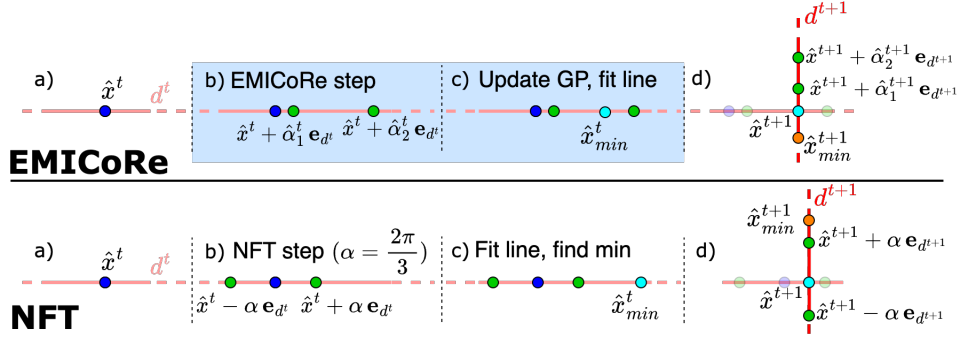 a)
x̂^t
d^t
b) EMICoRe step
x̂^t + α̂_1^t e_{d^t}
x̂^t + α̂_2^t e_{d^t}
c) Update GP, fit line
x̂_{min}^t
d)
d^{t+1}
x̂^{t+1} + α̂_2^{t+1} e_{d^{t+1}}
x̂^{t+1} + α̂_1^{t+1} e_{d^{t+1}}
x̂^{t+1}
x̂_{min}^{t+1}
EMICoRe
a)
x̂^t
d^t
b) NFT step (α = 2π/3)
x̂^t − α e_{d^t}
x̂^t + α e_{d^t}
c) Fit line, find min
x̂_{min}^t
d)
d^{t+1}
x̂_{min}^{t+1}
x̂^{t+1} + α e_{d^{t+1}}
x̂^{t+1}
x̂^{t+1} − α e_{d^{t+1}}
NFT